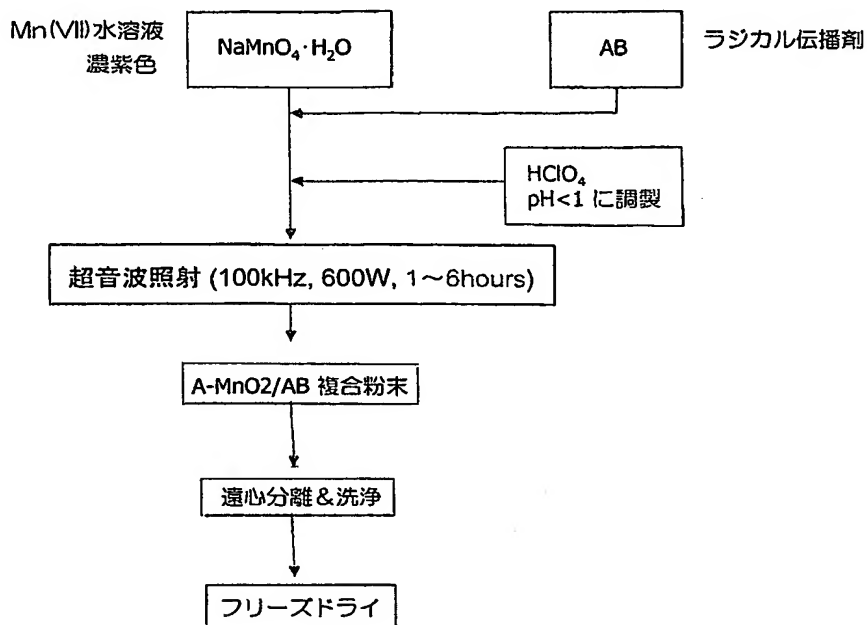 Mn(VII)水溶液
濃紫色
NaMnO₄·H₂O
AB
ラジカル伝播剤
HClO₄
pH<1 に調製
超音波照射 (100kHz, 600W, 1～6hours)
A-MnO2/AB 複合粉末
遠心分離&洗浄
フリーズドライ